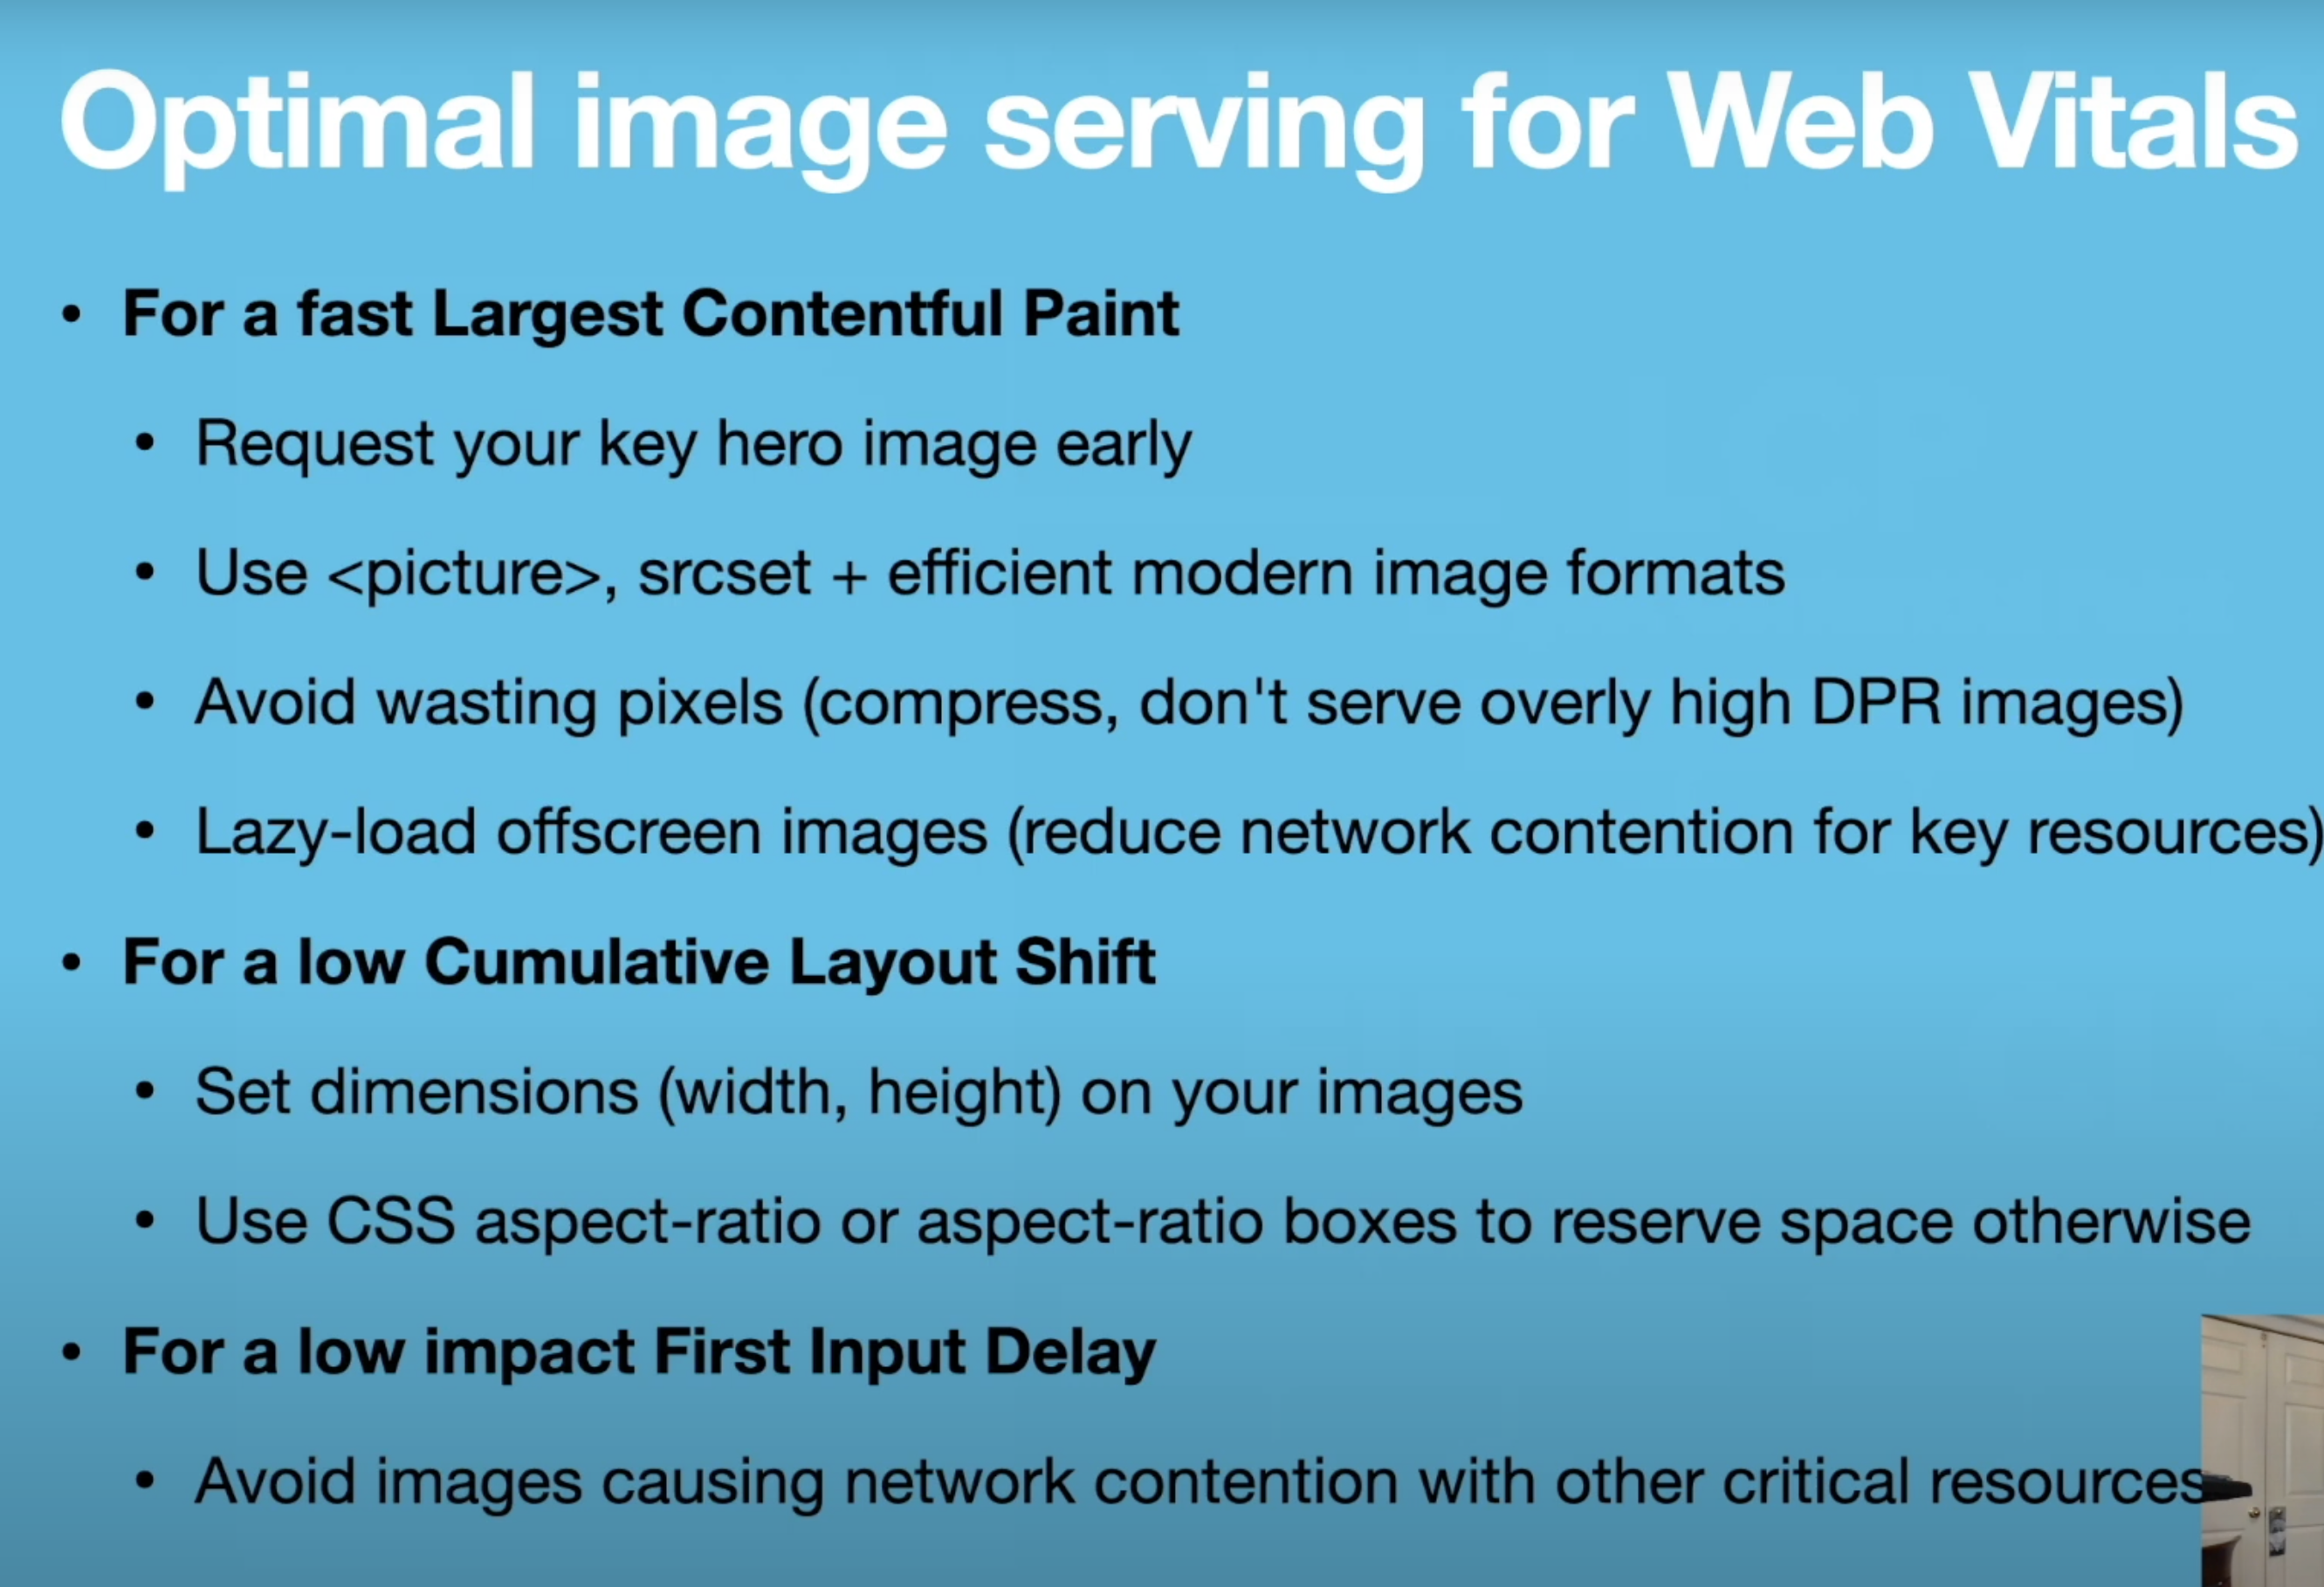 Optimal image serving for Web Vitals
• For a fast Largest Contentful Paint
• Request your key hero image early
• Use <picture>, srcset + efficient modern image formats
• Avoid wasting pixels (compress, don't serve overly high DPR images)
• Lazy-load offscreen images (reduce network contention for key resources)
• For a low Cumulative Layout Shift
• Set dimensions (width, height) on your images
• Use CSS aspect-ratio or aspect-ratio boxes to reserve space otherwise
• For a low impact First Input Delay
• Avoid images causing network contention with other critical resources